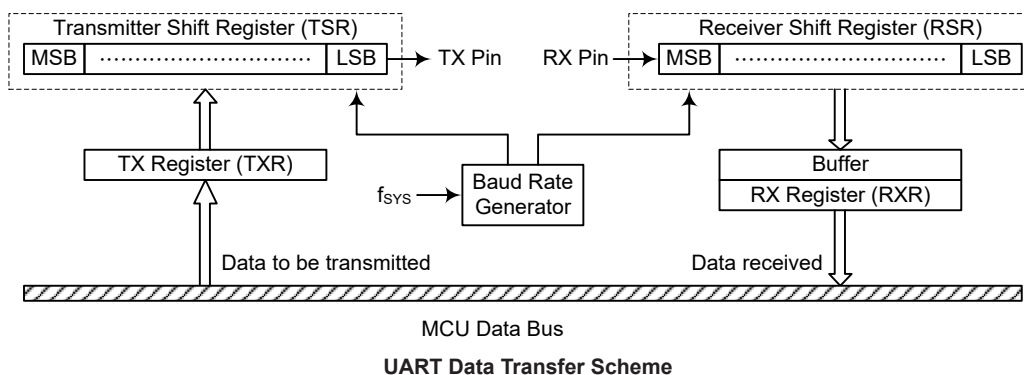 Transmitter Shift Register (TSR)
MSB ........................... LSB
TX Pin
RX Pin
Receiver Shift Register (RSR)
MSB ........................... LSB
TX Register (TXR)
fSYS
Baud Rate
Generator
Buffer
RX Register (RXR)
Data to be transmitted
Data received
MCU Data Bus
UART Data Transfer Scheme